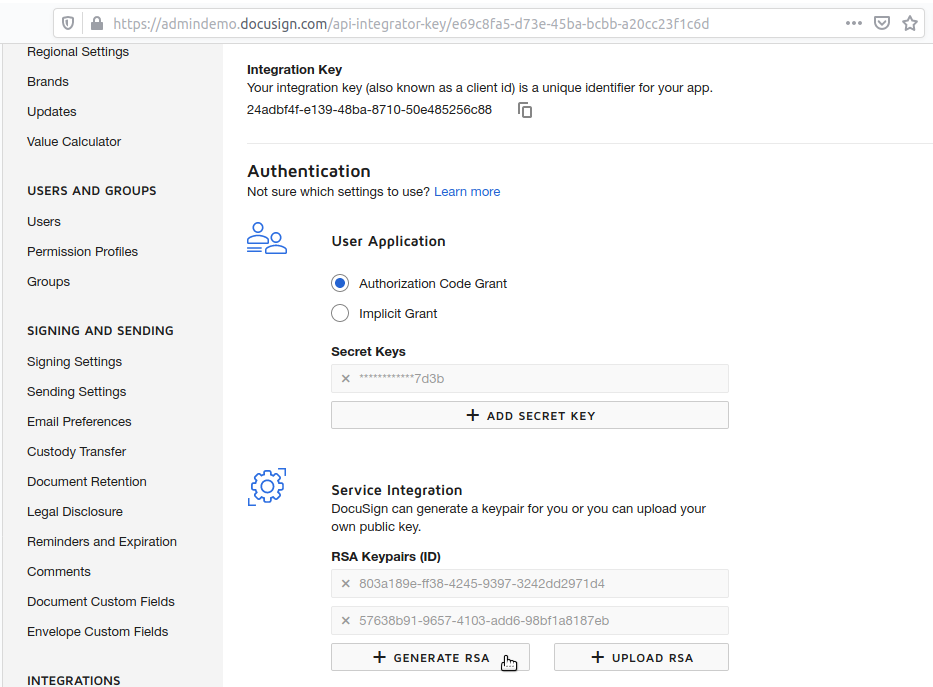 https://admindemo.docusign.com/api-integrator-key/e69c8fa5-d73e-45ba-bcbb-a20cc23f1c6d
Regional Settings
Brands
Updates
Value Calculator
USERS AND GROUPS
Users
Permission Profiles
Groups
SIGNING AND SENDING
Signing Settings
Sending Settings
Email Preferences
Custody Transfer
Document Retention
Legal Disclosure
Reminders and Expiration
Comments
Document Custom Fields
Envelope Custom Fields
INTEGRATIONS
Integration Key
Your integration key (also known as a client id) is a unique identifier for your app.
24adbf4f-e139-48ba-8710-50e485256c88
Authentication
Not sure which settings to use? Learn more
User Application
Authorization Code Grant
Implicit Grant
Secret Keys
× ************7d3b
+ ADD SECRET KEY
Service Integration
DocuSign can generate a keypair for you or you can upload your
own public key.
RSA Keypairs (ID)
× 803a189e-ff38-4245-9397-3242dd2971d4
× 57638b91-9657-4103-add6-98bf1a8187eb
+ GENERATE RSA
+ UPLOAD RSA